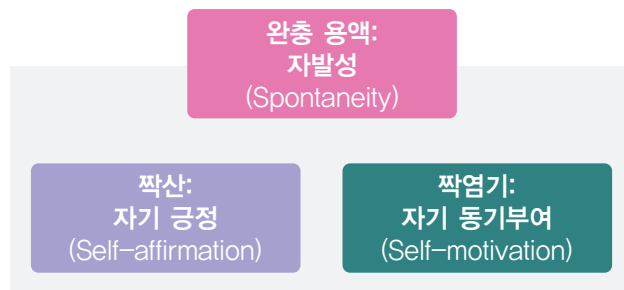 완충 용액:
자발성
(Spontaneity)
짝산:
자기 긍정
(Self-affirmation)
짝염기:
자기 동기부여
(Self-motivation)